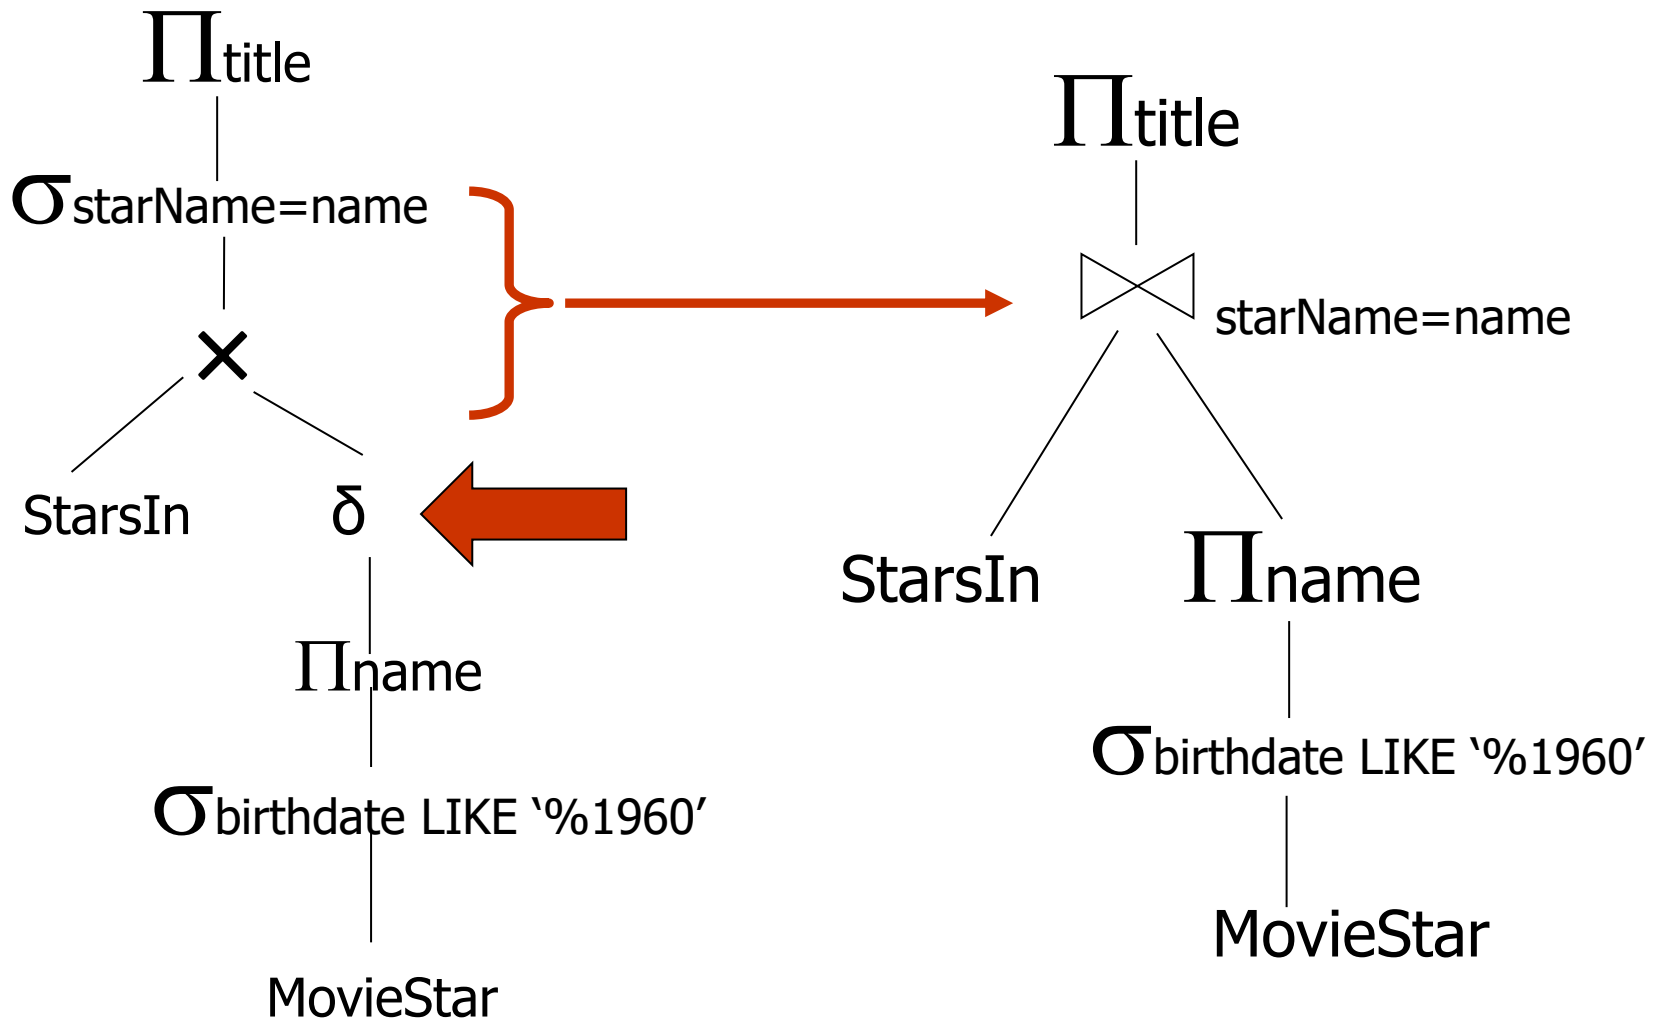 Πtitle
σstarName=name
×
StarsIn
δ
Πname
σbirthdate LIKE ‘%1960’
MovieStar
Πtitle
starName=name
StarsIn
Πname
σbirthdate LIKE ‘%1960’
MovieStar